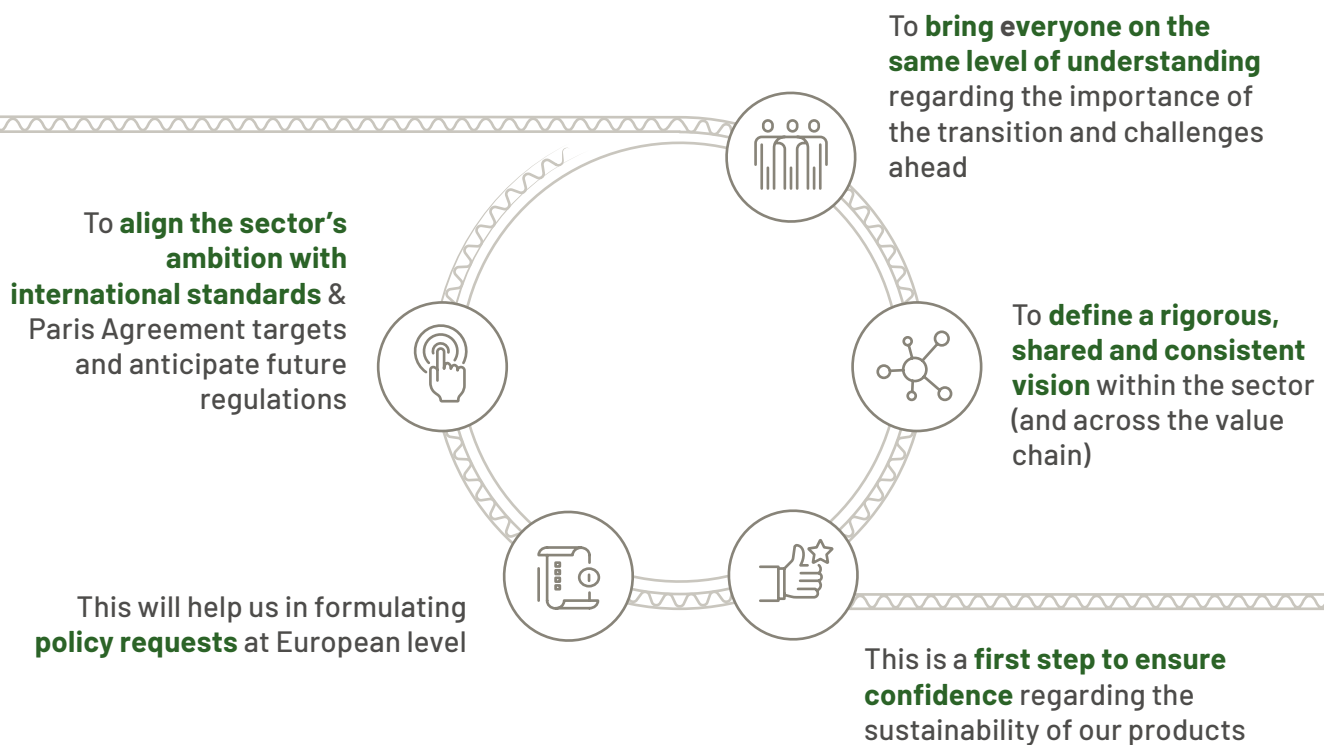 To bring everyone on the
same level of understanding
regarding the importance of
the transition and challenges
ahead
To define a rigorous,
shared and consistent
vision within the sector
(and across the value
chain)
This is a first step to ensure
confidence regarding the
sustainability of our products
This will help us in formulating
policy requests at European level
To align the sector's
ambition with
international standards &
Paris Agreement targets
and anticipate future
regulations